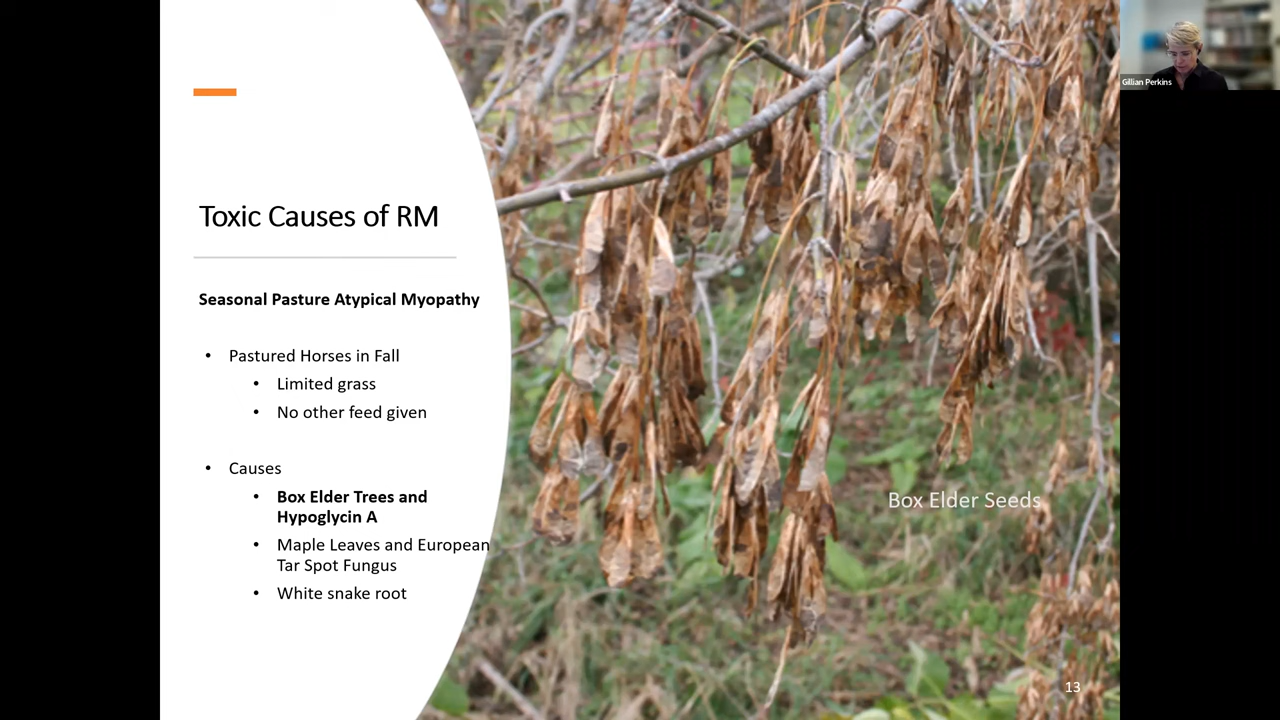 Toxic Causes of RM
Seasonal Pasture Atypical Myopathy
• Pastured Horses in Fall
• Limited grass
• No other feed given
• Causes
• Box Elder Trees and
Hypoglycin A
• Maple Leaves and European
Tar Spot Fungus
• White snake root
Box Elder Seeds
13
Gillian Perkins